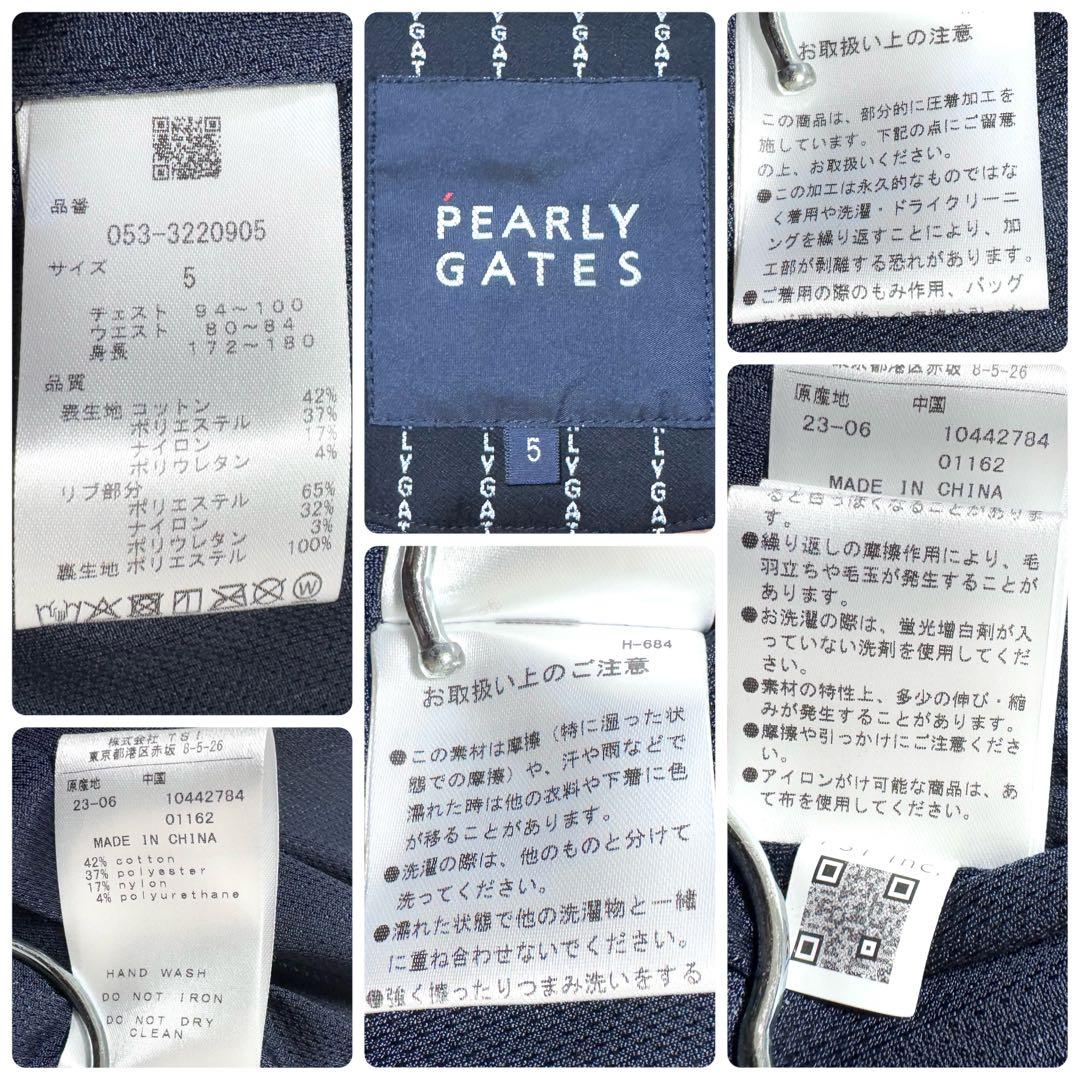 品番
053-3220905
サイズ
5
チェスト 94～100
ウエスト 80～84
身長 172～180
品質
表生地 コットン 42%
ポリエステル 37%
ナイロン 17%
ポリウレタン 4%
リブ部分
ポリエステル 65%
ナイロン 32%
ポリウレタン 3%
裏生地 ポリエステル 100%
PEARLY
GATES
5
お取扱い上の注意
この商品は、部分的に圧着加工を
施しています。下記の点にご留意
の上、お取扱いください。
●この加工は永久的なものではな
く着用や洗濯・ドライクリーニ
ングを繰り返すことにより、加
工部が剥離する恐れがあります。
●ご着用の際のもみ作用、バッグ
東京都港区赤坂 8-5-26
原産地 中国
23-06 10442784
01162
MADE IN CHINA
ると白っぽくなることがありま
す。
●繰り返しの摩擦作用により、毛
羽立ちや毛玉が発生することが
あります。
●お洗濯の際は、蛍光増白剤が入
っていない洗剤を使用してくだ
さい。
●素材の特性上、多少の伸び・縮
みが発生することがあります。
●摩擦や引っかけにご注意くださ
い。
●アイロンがけ可能な商品は、あ
て布を使用してください。
TSI Inc.
株式会社 TSI
東京都港区赤坂 8-5-26
原産地 中国
23-06 10442784
01162
MADE IN CHINA
42% cotton
37% polyester
17% nylon
4% polyurethane
HAND WASH
DO NOT IRON
DO NOT DRY
CLEAN
H-684
お取扱い上のご注意
●この素材は摩擦（特に湿った状
態での摩擦）や、汗や雨などで
濡れた時は他の衣料や下着に色
が移ることがあります。
●洗濯の際は、他のものと分けて
洗ってください。
●濡れた状態で他の洗濯物と一緒
に重ね合わせないでください。
●強く擦ったりつまみ洗いをする